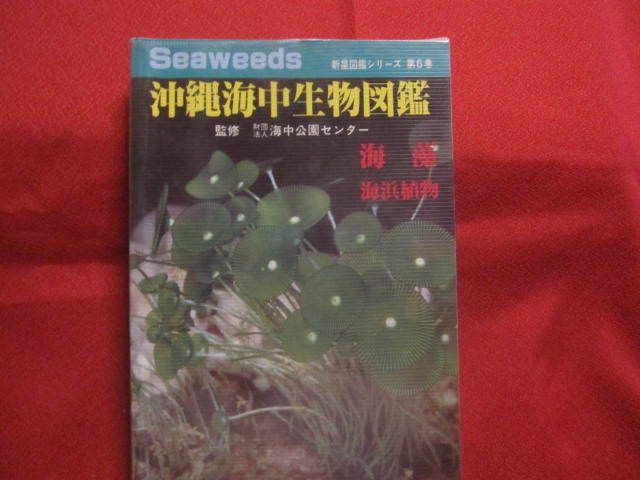 Seaweeds
新星図鑑シリーズ 第6巻
沖縄海中生物図鑑
監修 財団法人 海中公園センター
海藻
海浜植物